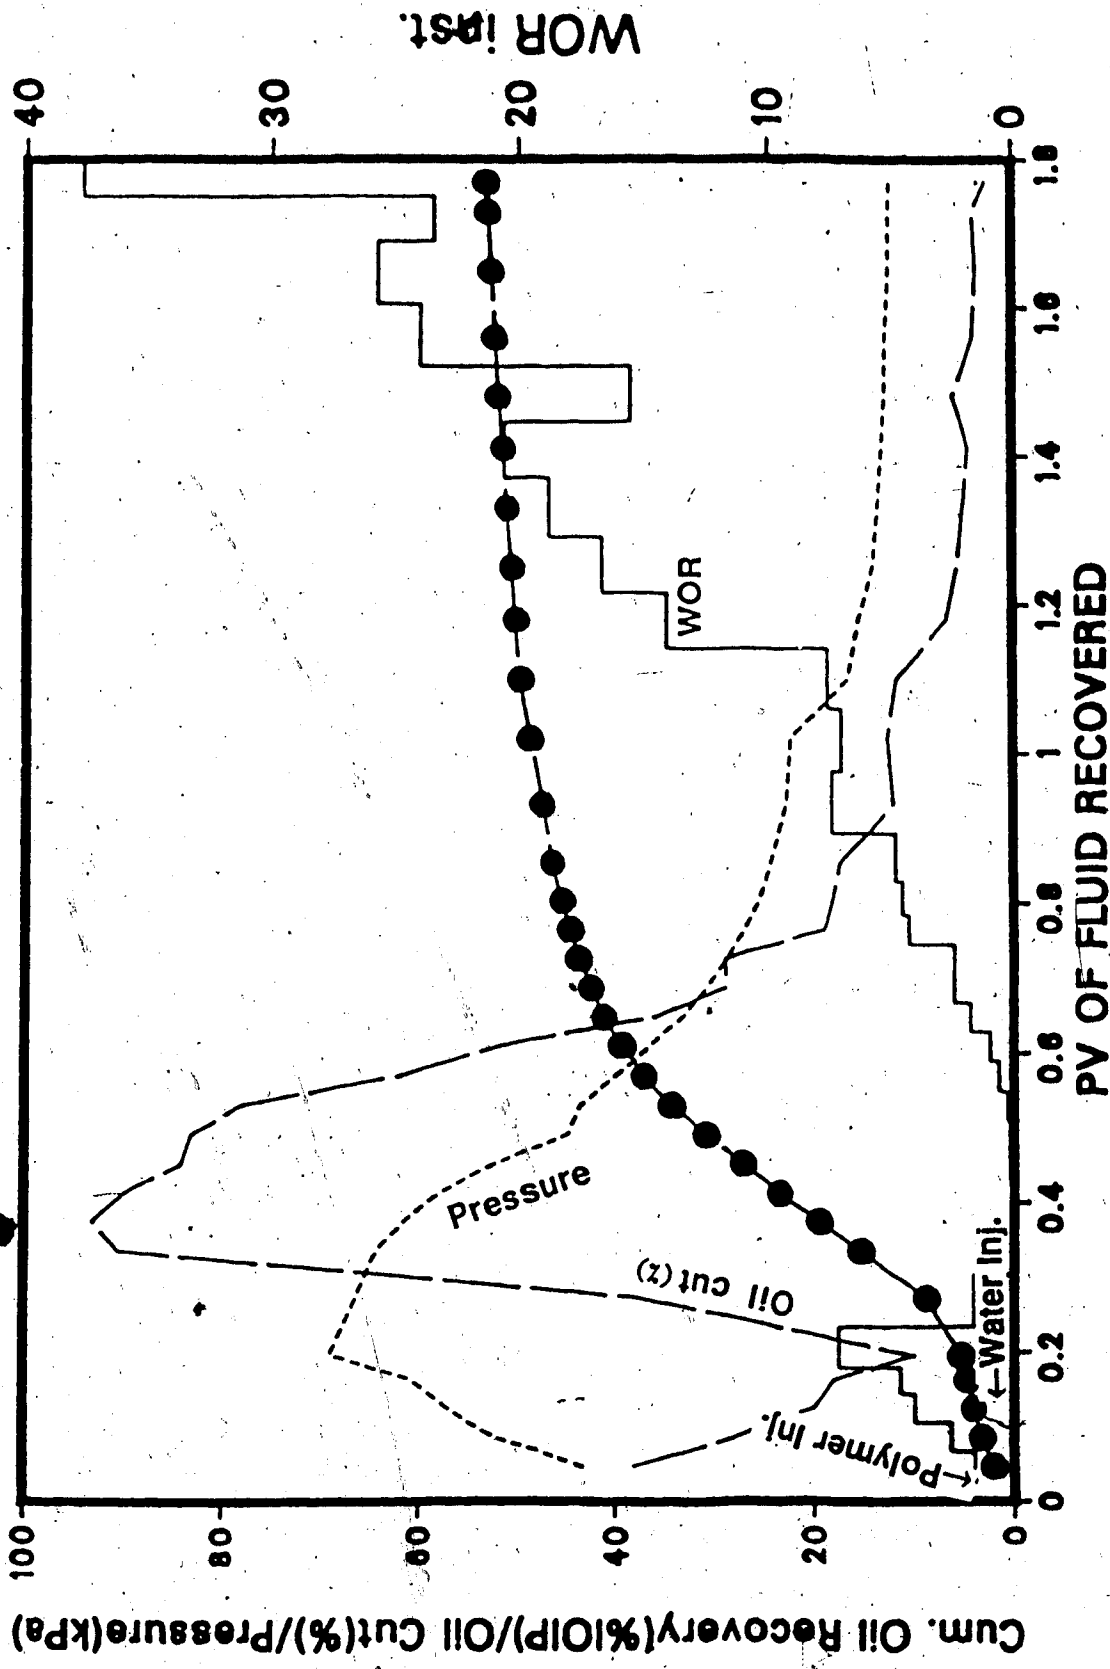 Cum. Oil Recovery(%IOIP)/Oil Cut(%)/Pressure(kPa)
100
80
60
40
20
0
WOR inst.
40
30
20
10
0
Pressure
Oil cut(%)
WOR
Polymer Inj.
←Water Inj.
0
0.2
0.4
0.6
0.8
1
1.2
1.4
1.6
1.8
PV OF FLUID RECOVERED